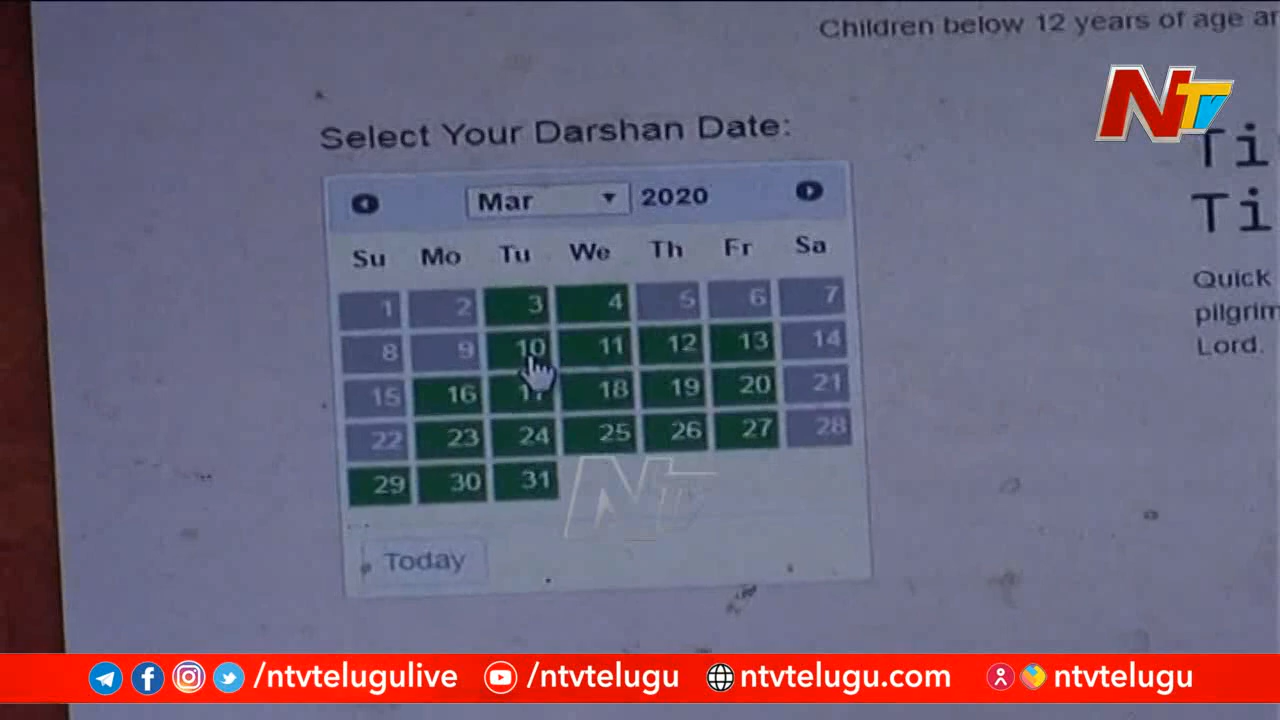 Children below 12 years of age ar
NTV
Select Your Darshan Date:
Mar 2020
Su Mo Tu We Th Fr Sa
1 2 3 4 5 6 7
8 9 10 11 12 13 14
15 16 17 18 19 20 21
22 23 24 25 26 27 28
29 30 31
Today
Ti
Ti
Quick
pilgrim
Lord.
NTV
/ntvtelugulive /ntvtelugu ntvtelugu.com ntvtelugu